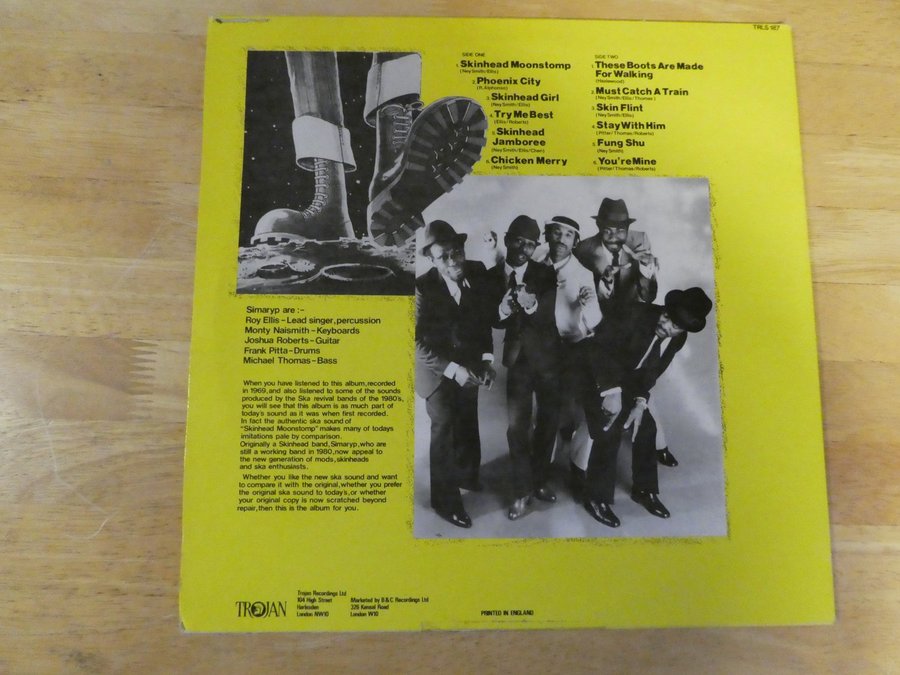 TRLS 187
SIDE ONE
1. Skinhead Moonstomp
(Ney Smith/Ellis)
2. Phoenix City
(R. Alphonso)
3. Skinhead Girl
(Ney Smith/Ellis)
4. Try Me Best
(Ellis/Roberts)
5. Skinhead
Jamboree
(Ney Smith/Ellis/Chen)
6. Chicken Merry
(Ney Smith)
SIDE TWO
1. These Boots Are Made
For Walking
(Hazlewood)
2. Must Catch A Train
(Ney Smith/Ellis/Thomas)
3. Skin Flint
(Ney Smith/Ellis)
4. Stay With Him
(Pitter/Thomas/Roberts)
5. Fung Shu
(Ney Smith)
6. You're Mine
(Pitter/Thomas/Roberts)
Simaryp are :-
Roy Ellis - Lead singer, percussion
Monty Naismith - Keyboards
Joshua Roberts - Guitar
Frank Pitta - Drums
Michael Thomas - Bass
When you have listened to this album, recorded
in 1969, and also listened to some of the sounds
produced by the Ska revival bands of the 1980's,
you will see that this album is as much part of
today's sound as it was when first recorded.
In fact the authentic ska sound of
"Skinhead Moonstomp" makes many of todays
imitations pale by comparison.
Originally a Skinhead band, Simaryp, who are
still a working band in 1980, now appeal to
the new generation of mods, skinheads
and ska enthusiasts.
Whether you like the new ska sound and want
to compare it with the original, whether you prefer
the original ska sound to today's, or whether
your original copy is now scratched beyond
repair, then this is the album for you.
TROJAN
Trojan Recordings Ltd
104 High Street
Harlesden
London NW10
Marketed by B & C Recordings Ltd
326 Kensal Road
London W10
PRINTED IN ENGLAND